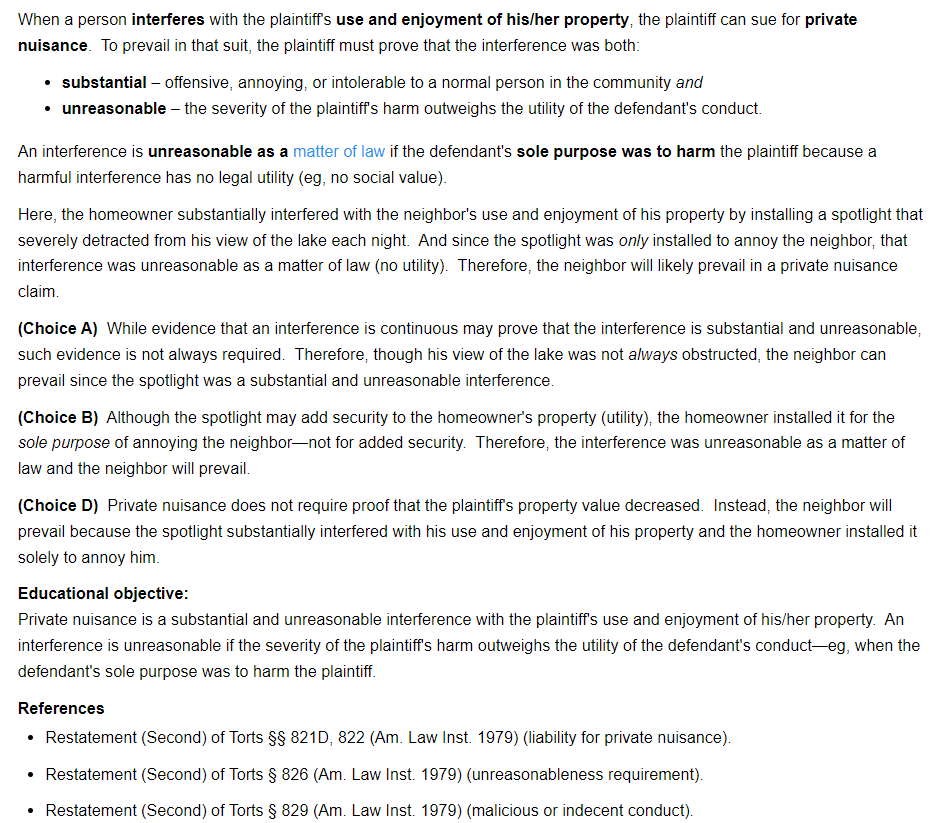 When a person interferes with the plaintiff's use and enjoyment of his/her property, the plaintiff can sue for private
nuisance.  To prevail in that suit, the plaintiff must prove that the interference was both:
• substantial – offensive, annoying, or intolerable to a normal person in the community and
• unreasonable – the severity of the plaintiff's harm outweighs the utility of the defendant's conduct.
An interference is unreasonable as a matter of law if the defendant's sole purpose was to harm the plaintiff because a
harmful interference has no legal utility (eg, no social value).
Here, the homeowner substantially interfered with the neighbor's use and enjoyment of his property by installing a spotlight that
severely detracted from his view of the lake each night.  And since the spotlight was only installed to annoy the neighbor, that
interference was unreasonable as a matter of law (no utility).  Therefore, the neighbor will likely prevail in a private nuisance
claim.
(Choice A)  While evidence that an interference is continuous may prove that the interference is substantial and unreasonable,
such evidence is not always required.  Therefore, though his view of the lake was not always obstructed, the neighbor can
prevail since the spotlight was a substantial and unreasonable interference.
(Choice B)  Although the spotlight may add security to the homeowner's property (utility), the homeowner installed it for the
sole purpose of annoying the neighbor—not for added security.  Therefore, the interference was unreasonable as a matter of
law and the neighbor will prevail.
(Choice D)  Private nuisance does not require proof that the plaintiff's property value decreased.  Instead, the neighbor will
prevail because the spotlight substantially interfered with his use and enjoyment of his property and the homeowner installed it
solely to annoy him.
Educational objective:
Private nuisance is a substantial and unreasonable interference with the plaintiff's use and enjoyment of his/her property.  An
interference is unreasonable if the severity of the plaintiff's harm outweighs the utility of the defendant's conduct—eg, when the
defendant's sole purpose was to harm the plaintiff.
References
• Restatement (Second) of Torts §§ 821D, 822 (Am. Law Inst. 1979) (liability for private nuisance).
• Restatement (Second) of Torts § 826 (Am. Law Inst. 1979) (unreasonableness requirement).
• Restatement (Second) of Torts § 829 (Am. Law Inst. 1979) (malicious or indecent conduct).